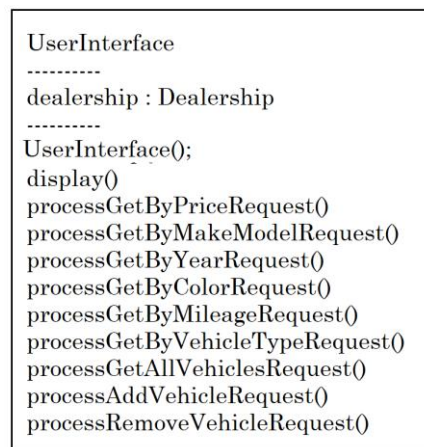 UserInterface
----------
dealership : Dealership
----------
UserInterface();
display()
processGetByPriceRequest()
processGetByMakeModelRequest()
processGetByYearRequest()
processGetByColorRequest()
processGetByMileageRequest()
processGetByVehicleTypeRequest()
processGetAllVehiclesRequest()
processAddVehicleRequest()
processRemoveVehicleRequest()